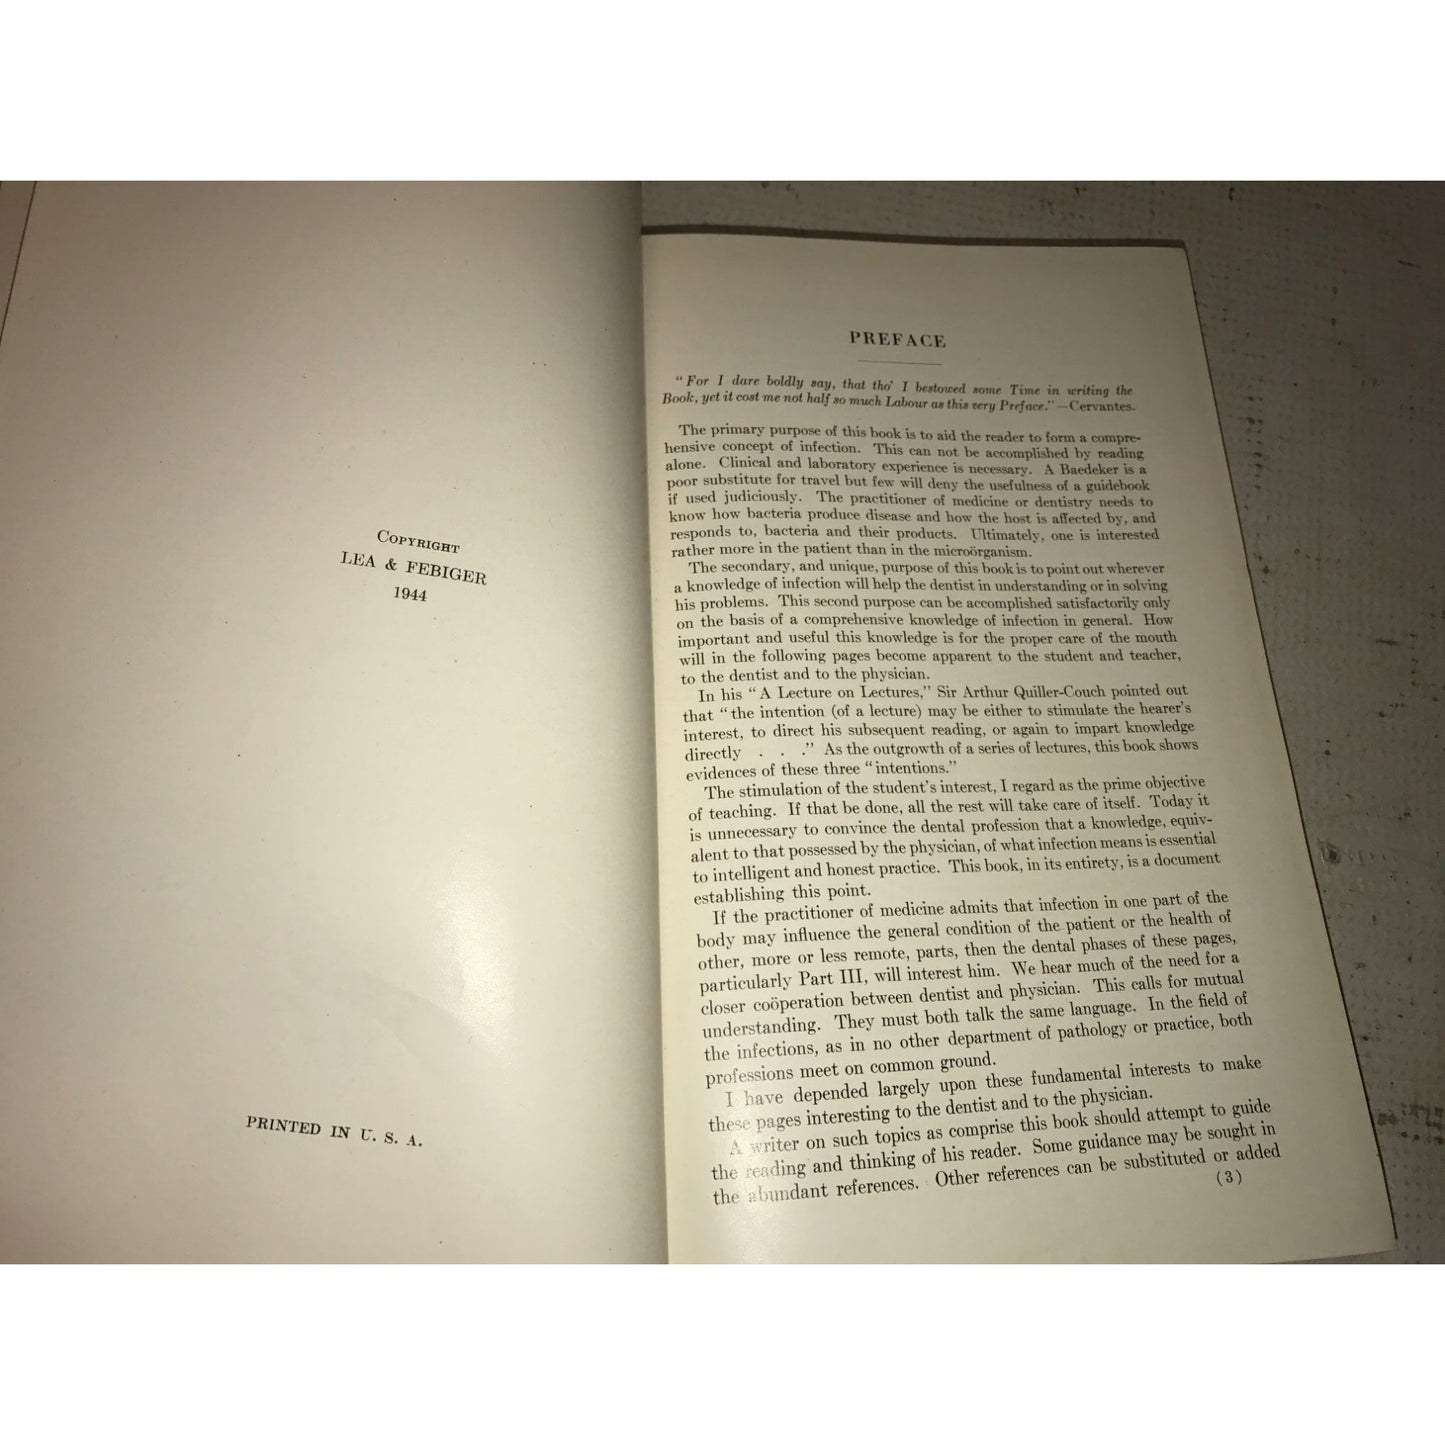 COPYRIGHT
LEA & FEBIGER
1944
PRINTED IN U. S. A.
PREFACE
"For I dare boldly say, that tho' I bestowed some Time in writing the
Book, yet it cost me not half so much Labour as this very Preface."—Cervantes.
The primary purpose of this book is to aid the reader to form a compre-
hensive concept of infection. This can not be accomplished by reading
alone. Clinical and laboratory experience is necessary. A Baedeker is a
poor substitute for travel but few will deny the usefulness of a guidebook
if used judiciously. The practitioner of medicine or dentistry needs to
know how bacteria produce disease and how the host is affected by, and
responds to, bacteria and their products. Ultimately, one is interested
rather more in the patient than in the microörganism.
The secondary, and unique, purpose of this book is to point out wherever
a knowledge of infection will help the dentist in understanding or in solving
his problems. This second purpose can be accomplished satisfactorily only
on the basis of a comprehensive knowledge of infection in general. How
important and useful this knowledge is for the proper care of the mouth
will in the following pages become apparent to the student and teacher,
to the dentist and to the physician.
In his "A Lecture on Lectures," Sir Arthur Quiller-Couch pointed out
that "the intention (of a lecture) may be either to stimulate the hearer's
interest, to direct his subsequent reading, or again to impart knowledge
directly . . ." As the outgrowth of a series of lectures, this book shows
evidences of these three "intentions."
The stimulation of the student's interest, I regard as the prime objective
of teaching. If that be done, all the rest will take care of itself. Today it
is unnecessary to convince the dental profession that a knowledge, equiv-
alent to that possessed by the physician, of what infection means is essential
to intelligent and honest practice. This book, in its entirety, is a document
establishing this point.
If the practitioner of medicine admits that infection in one part of the
body may influence the general condition of the patient or the health of
other, more or less remote, parts, then the dental phases of these pages,
particularly Part III, will interest him. We hear much of the need for a
closer coöperation between dentist and physician. This calls for mutual
understanding. They must both talk the same language. In the field of
the infections, as in no other department of pathology or practice, both
professions meet on common ground.
I have depended largely upon these fundamental interests to make
these pages interesting to the dentist and to the physician.
A writer on such topics as comprise this book should attempt to guide
the reading and thinking of his reader. Some guidance may be sought in
the abundant references. Other references can be substituted or added
(3)